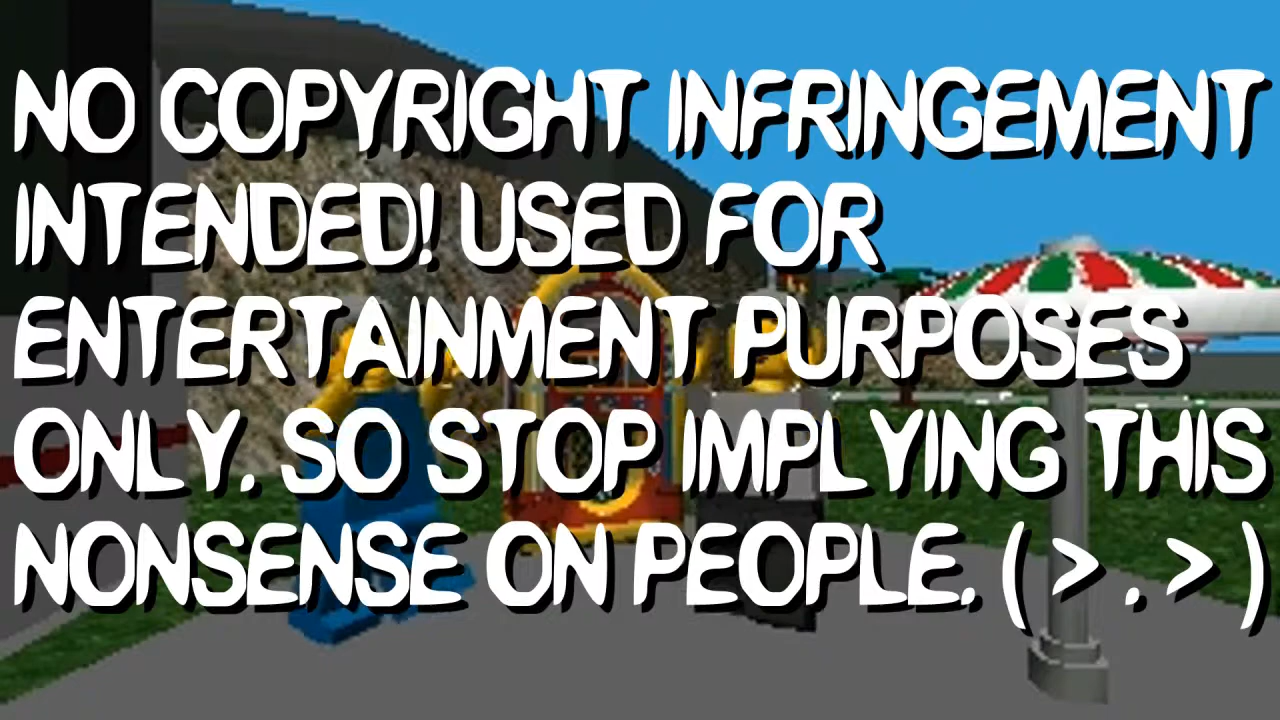 NO COPYRIGHT INFRINGEMENT
INTENDED! USED FOR
ENTERTAINMENT PURPOSES
ONLY. SO STOP IMPLYING THIS
NONSENSE ON PEOPLE. ( > . > )